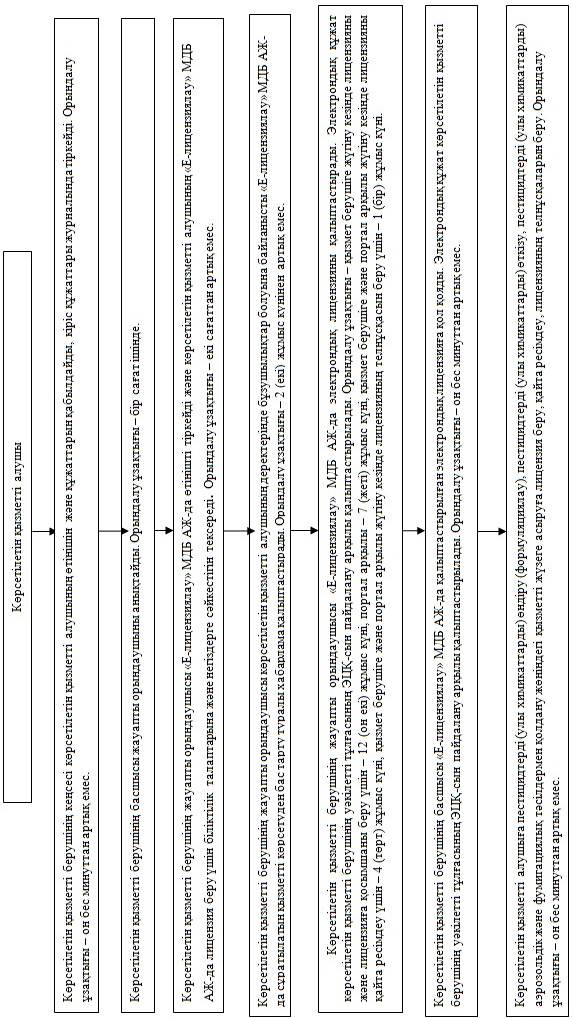 Көрсетілетін қызметті алушы
Көрсетілетін қызметті берушінің кеңсесі көрсетілетін қызметті алушының өтінішін және құжаттарын қабылдайды, кіріс құжаттары журналында тіркейді. Орындалу
ұзақтығы – он бес минуттан артық емес.
Көрсетілетін қызметті берушінің басшысы жауапты орындаушыны анықтайды. Орындалу ұзақтығы – бір сағат ішінде.
Көрсетілетін қызметті берушінің жауапты орындаушысы «Е-лицензиялау» МДБ АЖ-да өтінішті тіркейді және көрсетілетін қызметті алушының «Е-лицензиялау» МДБ
АЖ-да лицензия беру үшін біліктілік талаптарына және негіздерге сәйкестігін тексереді. Орындалу ұзақтығы – екі сағаттан артық емес.
Көрсетілетін қызметті берушінің жауапты орындаушысы көрсетілетін қызметті алушының деректерінде бұзушылықтар болуына байланысты «Е-лицензиялау» МДБ АЖ-
да сұратылатын қызметті көрсетуден бас тарту туралы хабарлама қалыптастырады. Орындалу ұзақтығы – 2 (екі) жұмыс күнінен артық емес.
Көрсетілетін қызметті берушінің жауапты орындаушысы «Е-лицензиялау» МДБ АЖ-да электрондық лицензияны қалыптастырады. Электрондық құжат
көрсетілетін қызметті берушінің уәкілетті тұлғасының ЭЦҚ-сын пайдалану арқылы қалыптастырылады. Орындалу ұзақтығы – қызмет берушіге жүгіну кезінде лицензияны
және лицензияға қосымшаны беру үшін – 12 (он екі) жұмыс күні, портал арқылы – 7 (жеті) жұмыс күні, қызмет берушіге және портал арқылы жүгіну кезінде лицензияны
қайта ресімдеу үшін – 4 (төрт) жұмыс күні, қызмет берушіге және портал арқылы жүгіну кезінде лицензияның телнұсқасын беру үшін – 1 (бір) жұмыс күні.
Көрсетілетін қызметті берушінің басшысы «Е-лицензиялау» МДБ АЖ-да қалыптастырылған электрондық лицензияға қол қояды. Электрондық құжат көрсетілетін қызметті
берушінің уәкілетті тұлғасының ЭЦҚ-сын пайдалану арқылы қалыптастырылады. Орындалу ұзақтығы – он бес минуттан артық емес.
Көрсетілетін қызметті алушыға пестицидтерді (улы химикаттарды) өндіру (формуляциялау), пестицидтерді (улы химикаттарды) өткізу, пестицидтерді (улы химикаттарды)
аэрозольдік және фумигациялық тәсілдермен қолдану жөніндегі қызметті жүзеге асыруға лицензия беру, қайта ресімдеу, лицензияның телнұсқаларын беру. Орындалу
ұзақтығы – он бес минуттан артық емес.